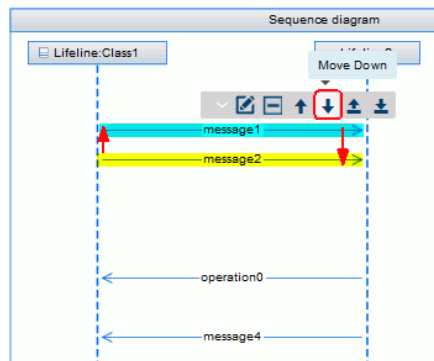 Sequence diagram
Lifeline:Class1
Move Down
message1
message2
operation0
message4